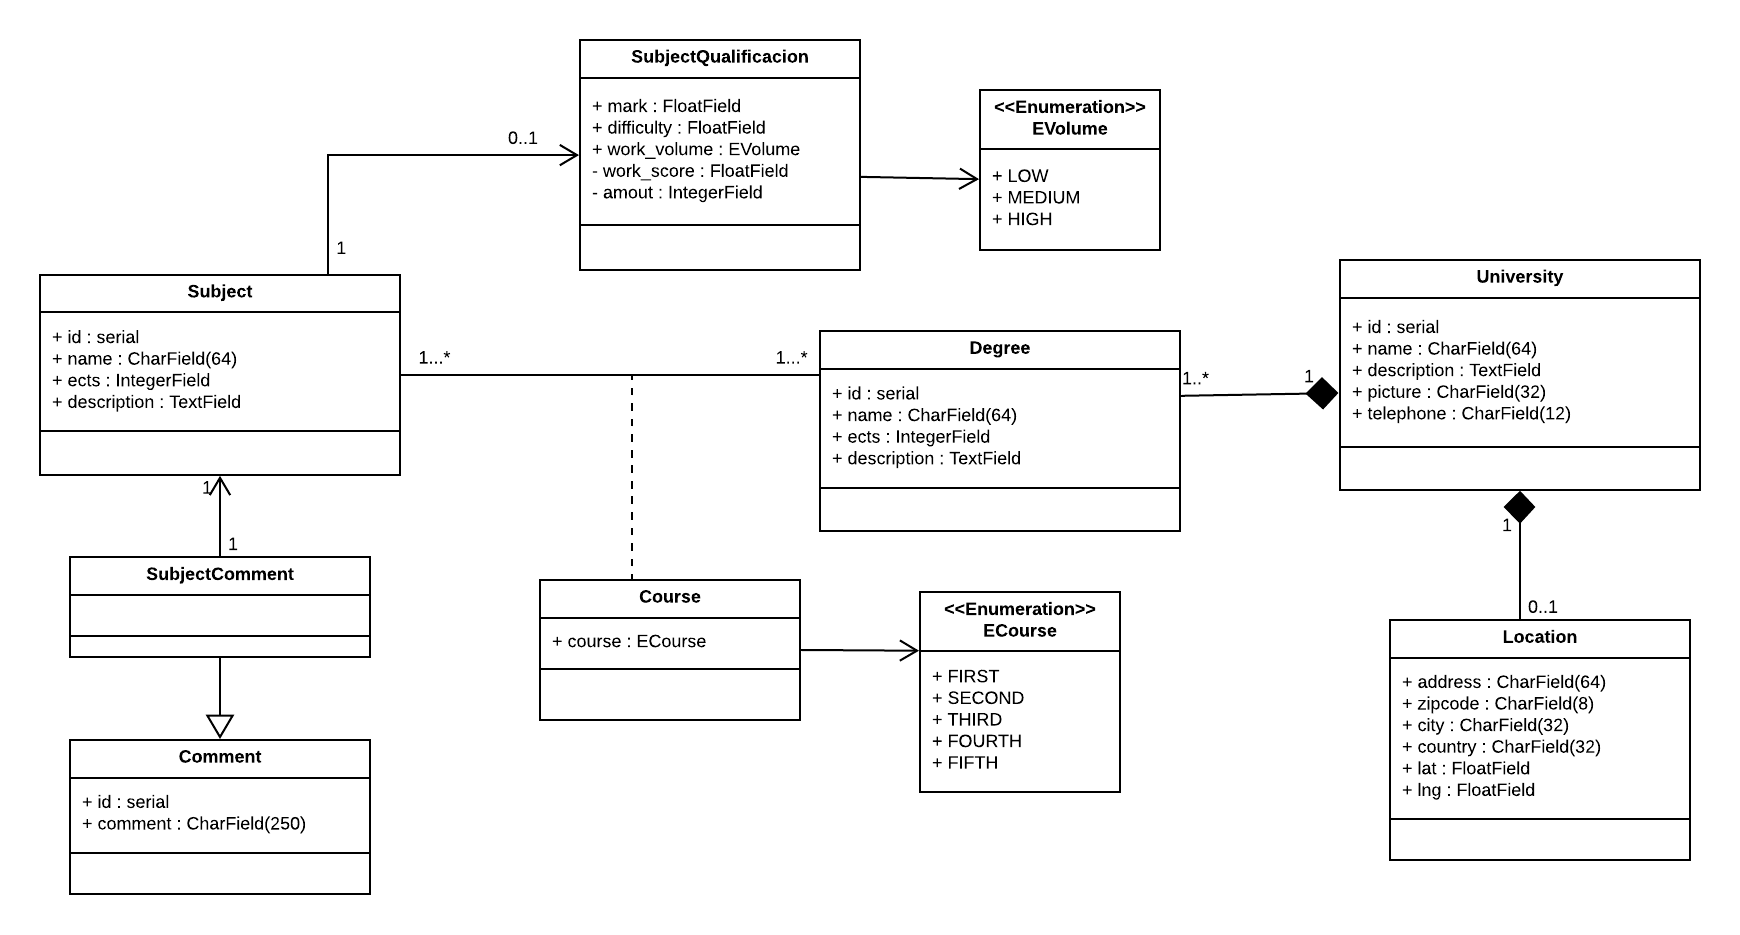 SubjectQualificacion
+ mark : FloatField
+ difficulty : FloatField
+ work_volume : EVolume
- work_score : FloatField
- amout : IntegerField
<<Enumeration>>
EVolume
+ LOW
+ MEDIUM
+ HIGH
0..1
1
Subject
+ id : serial
+ name : CharField(64)
+ ects : IntegerField
+ description : TextField
1...*
1...*
Degree
+ id : serial
+ name : CharField(64)
+ ects : IntegerField
+ description : TextField
1..*
1
University
+ id : serial
+ name : CharField(64)
+ description : TextField
+ picture : CharField(32)
+ telephone : CharField(12)
1
1
SubjectComment
Comment
+ id : serial
+ comment : CharField(250)
Course
+ course : ECourse
<<Enumeration>>
ECourse
+ FIRST
+ SECOND
+ THIRD
+ FOURTH
+ FIFTH
1
0..1
Location
+ address : CharField(64)
+ zipcode : CharField(8)
+ city : CharField(32)
+ country : CharField(32)
+ lat : FloatField
+ lng : FloatField